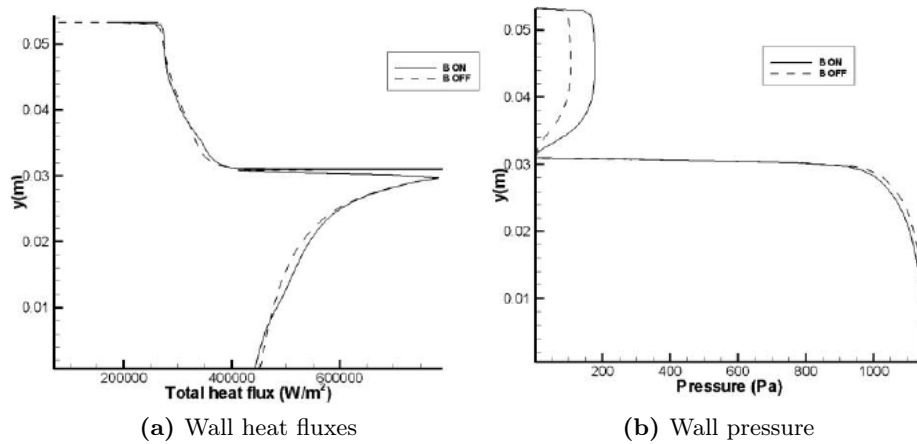 0.05
0.04
0.03
0.02
0.01
y(m)
B ON
B OFF
200000 400000 600000
Total heat flux (W/m²)
(a) Wall heat fluxes
0.05
0.04
0.03
0.02
0.01
y(m)
B ON
B OFF
200 400 600 800 1000
Pressure (Pa)
(b) Wall pressure